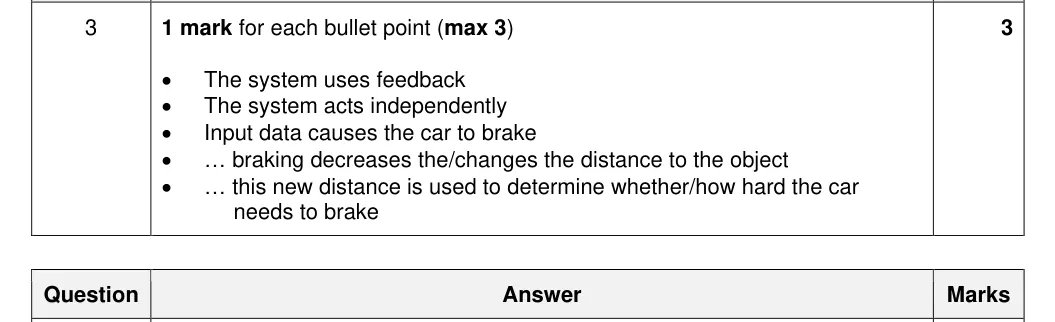 3 1 mark for each bullet point (max 3) 3
• The system uses feedback
• The system acts independently
• Input data causes the car to brake
• … braking decreases the/changes the distance to the object
• … this new distance is used to determine whether/how hard the car
needs to brake
Question Answer Marks